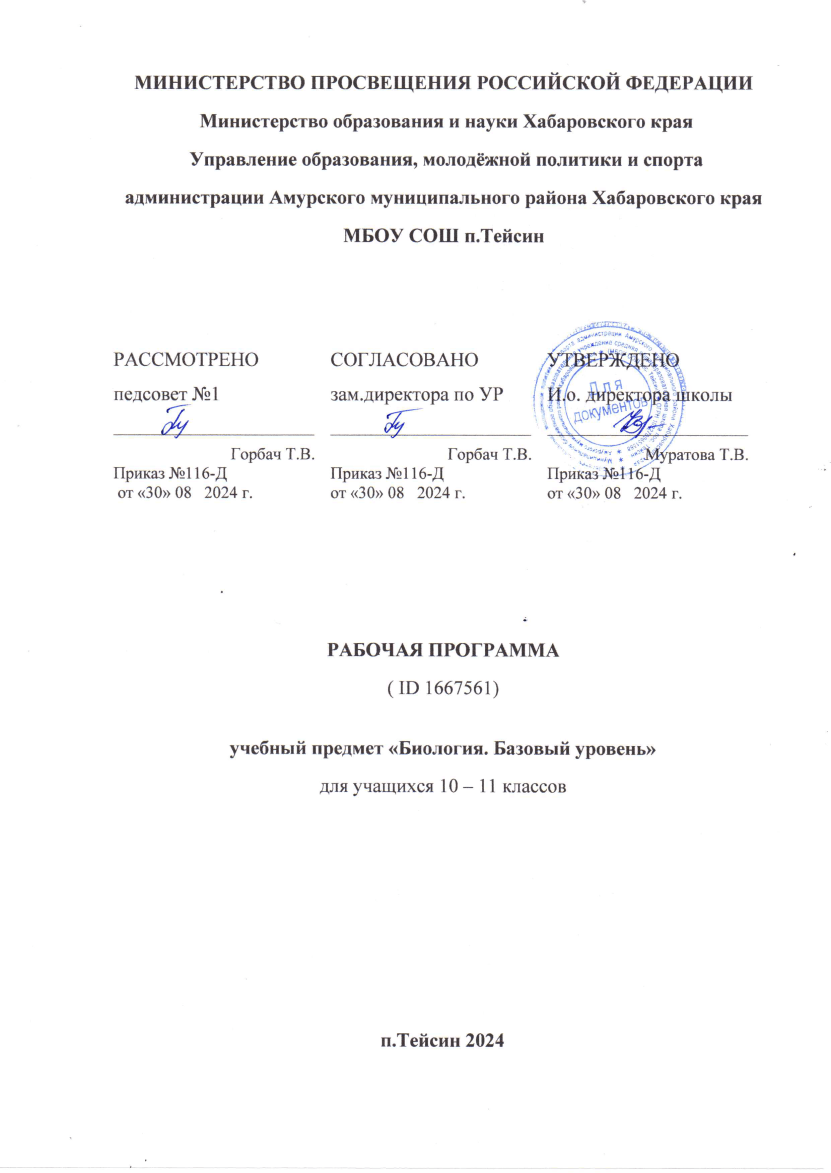 МИНИСТЕРСТВО ПРОСВЕЩЕНИЯ РОССИЙСКОЙ ФЕДЕРАЦИИ
Министерство образования и науки Хабаровского края
Управление образования, молодёжной политики и спорта
администрации Амурского муниципального района Хабаровского края
МБОУ СОШ п.Тейсин
РАССМОТРЕНО
педсовет №1
Горбач Т.В.
Приказ №116-Д
от «30» 08 2024 г.
СОГЛАСОВАНО
зам.директора по УР
Горбач Т.В.
Приказ №116-Д
от «30» 08 2024 г.
УТВЕРЖДЕНО
И.о. директора школы
Муратова Т.В.
Приказ №116-Д
от «30» 08 2024 г.
Для
документов
РАБОЧАЯ ПРОГРАММА
( ID 1667561)
учебный предмет «Биология. Базовый уровень»
для учащихся 10 – 11 классов
п.Тейсин 2024